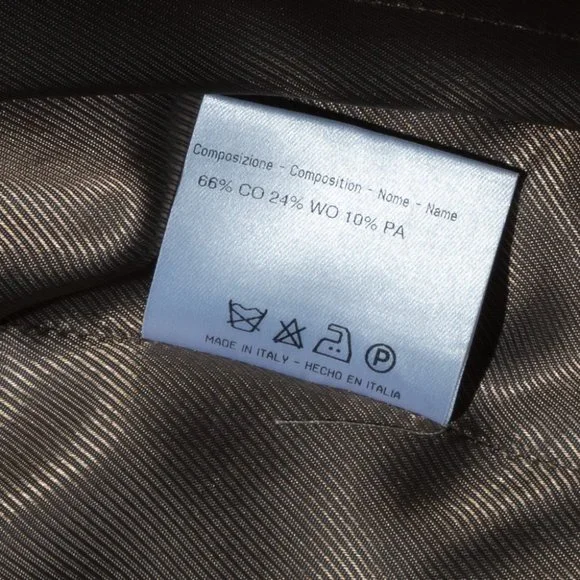 Composizione - Composition - Nome - Name
66% CO 24% WO 10% PA
P
MADE IN ITALY - HECHO EN ITALIA